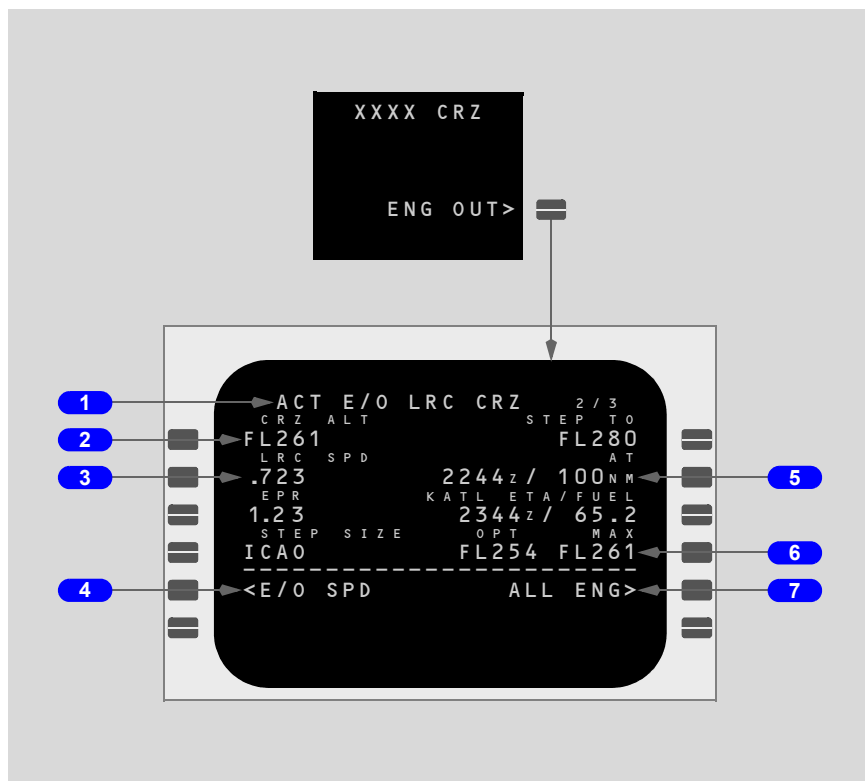 XXXX CRZ
ENG OUT>
1 ACT E/O LRC CRZ 2/3
CRZ ALT STEP TO
2 FL261 FL280
LRC SPD AT
3 .723 2244z/ 100NM 5
EPR KATL ETA/FUEL
1.23 2344z/ 65.2
STEP SIZE OPT MAX
ICAO FL254 FL261 6
4 <E/O SPD ALL ENG> 7